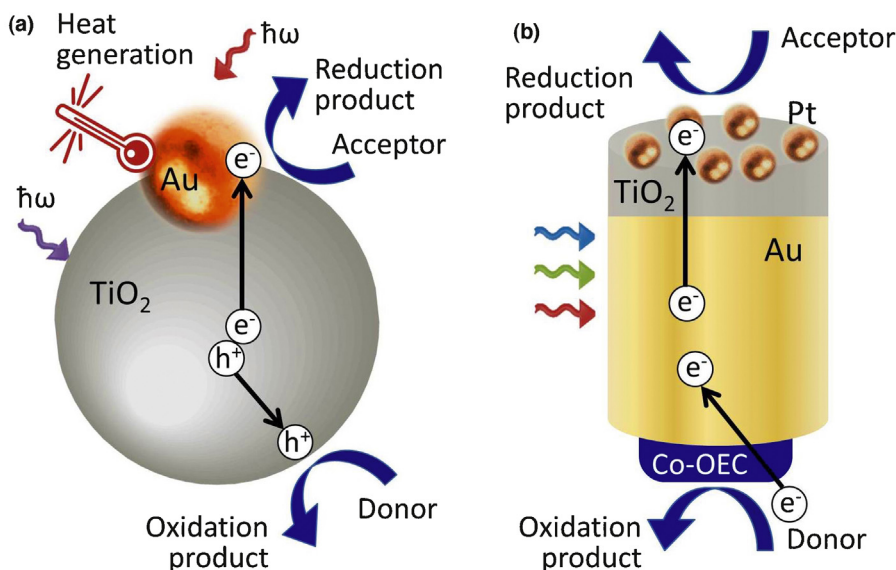 (a)
Heat
generation
ħω
Reduction
product
Acceptor
Au
e⁻
ħω
TiO₂
e⁻
h⁺
h⁺
Donor
Oxidation
product
(b)
Acceptor
Reduction
product
Pt
e⁻
TiO₂
Au
e⁻
e⁻
Co-OEC
e⁻
Donor
Oxidation
product